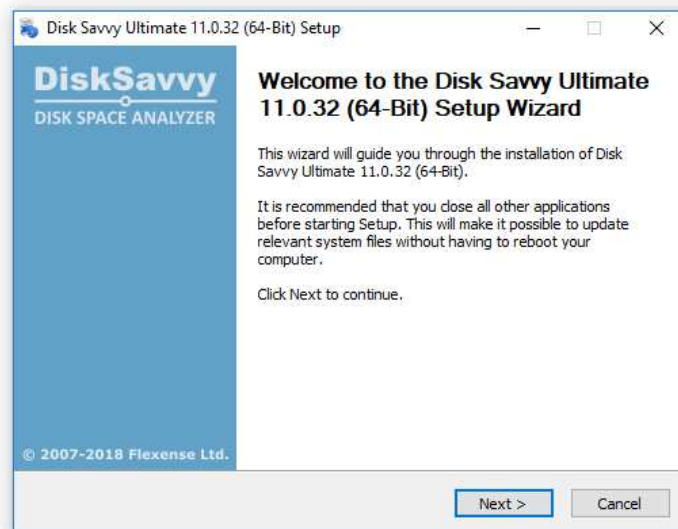 Disk Savvy Ultimate 11.0.32 (64-Bit) Setup
DiskSavvy
DISK SPACE ANALYZER
Welcome to the Disk Savvy Ultimate
11.0.32 (64-Bit) Setup Wizard
This wizard will guide you through the installation of Disk
Savvy Ultimate 11.0.32 (64-Bit).
It is recommended that you close all other applications
before starting Setup. This will make it possible to update
relevant system files without having to reboot your
computer.
Click Next to continue.
© 2007-2018 Flexense Ltd.
Next >
Cancel